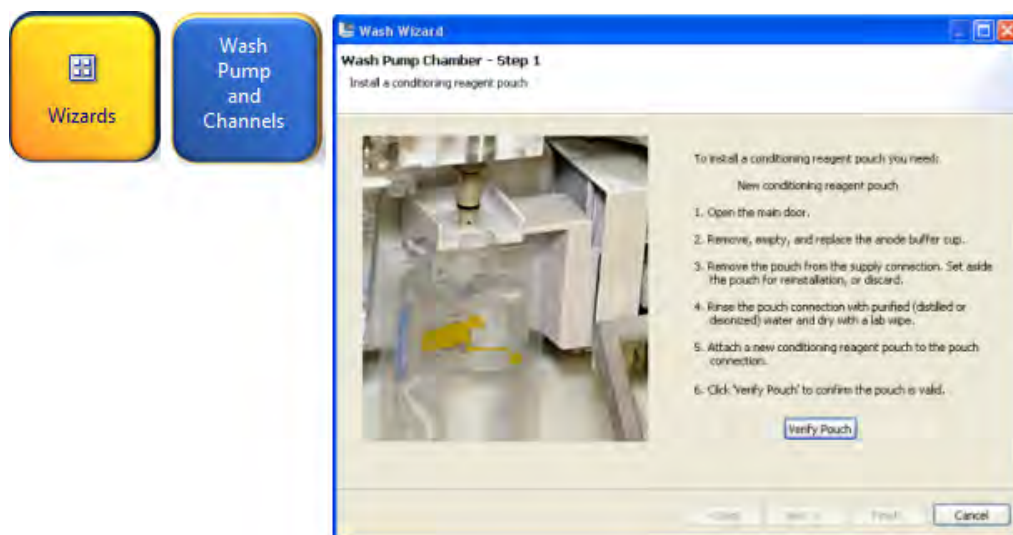 Wizards
Wash
Pump
and
Channels
Wash Wizard
Wash Pump Chamber - Step 1
Install a conditioning reagent pouch
To install a conditioning reagent pouch you need:
New conditioning reagent pouch
1. Open the main door.
2. Remove, empty, and replace the anode buffer cup.
3. Remove the pouch from the supply connection. Set aside
the pouch for reinstallation, or discard.
4. Rinse the pouch connection with purified (distilled or
deionized) water and dry with a lab wipe.
5. Attach a new conditioning reagent pouch to the pouch
connection.
6. Click 'Verify Pouch' to confirm the pouch is valid.
Verify Pouch
Finish
Cancel